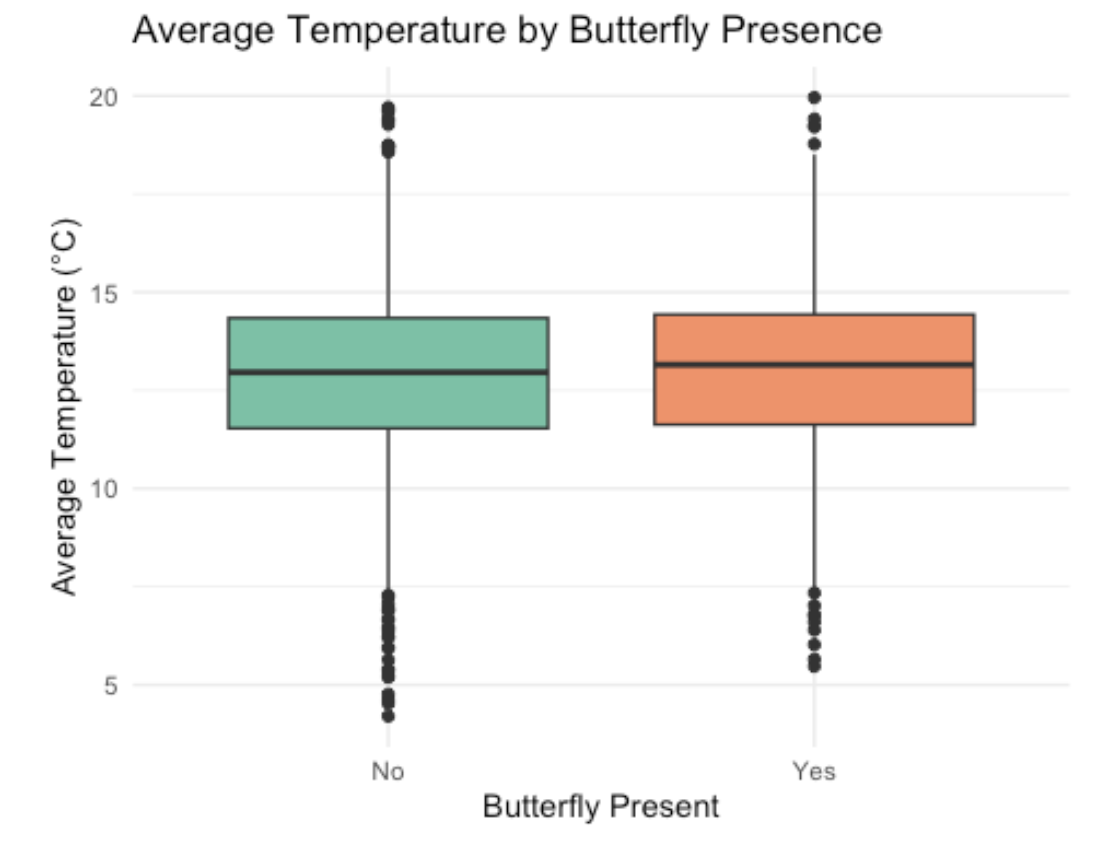 Average Temperature by Butterfly Presence
Average Temperature (°C)
20
15
10
5
No
Yes
Butterfly Present